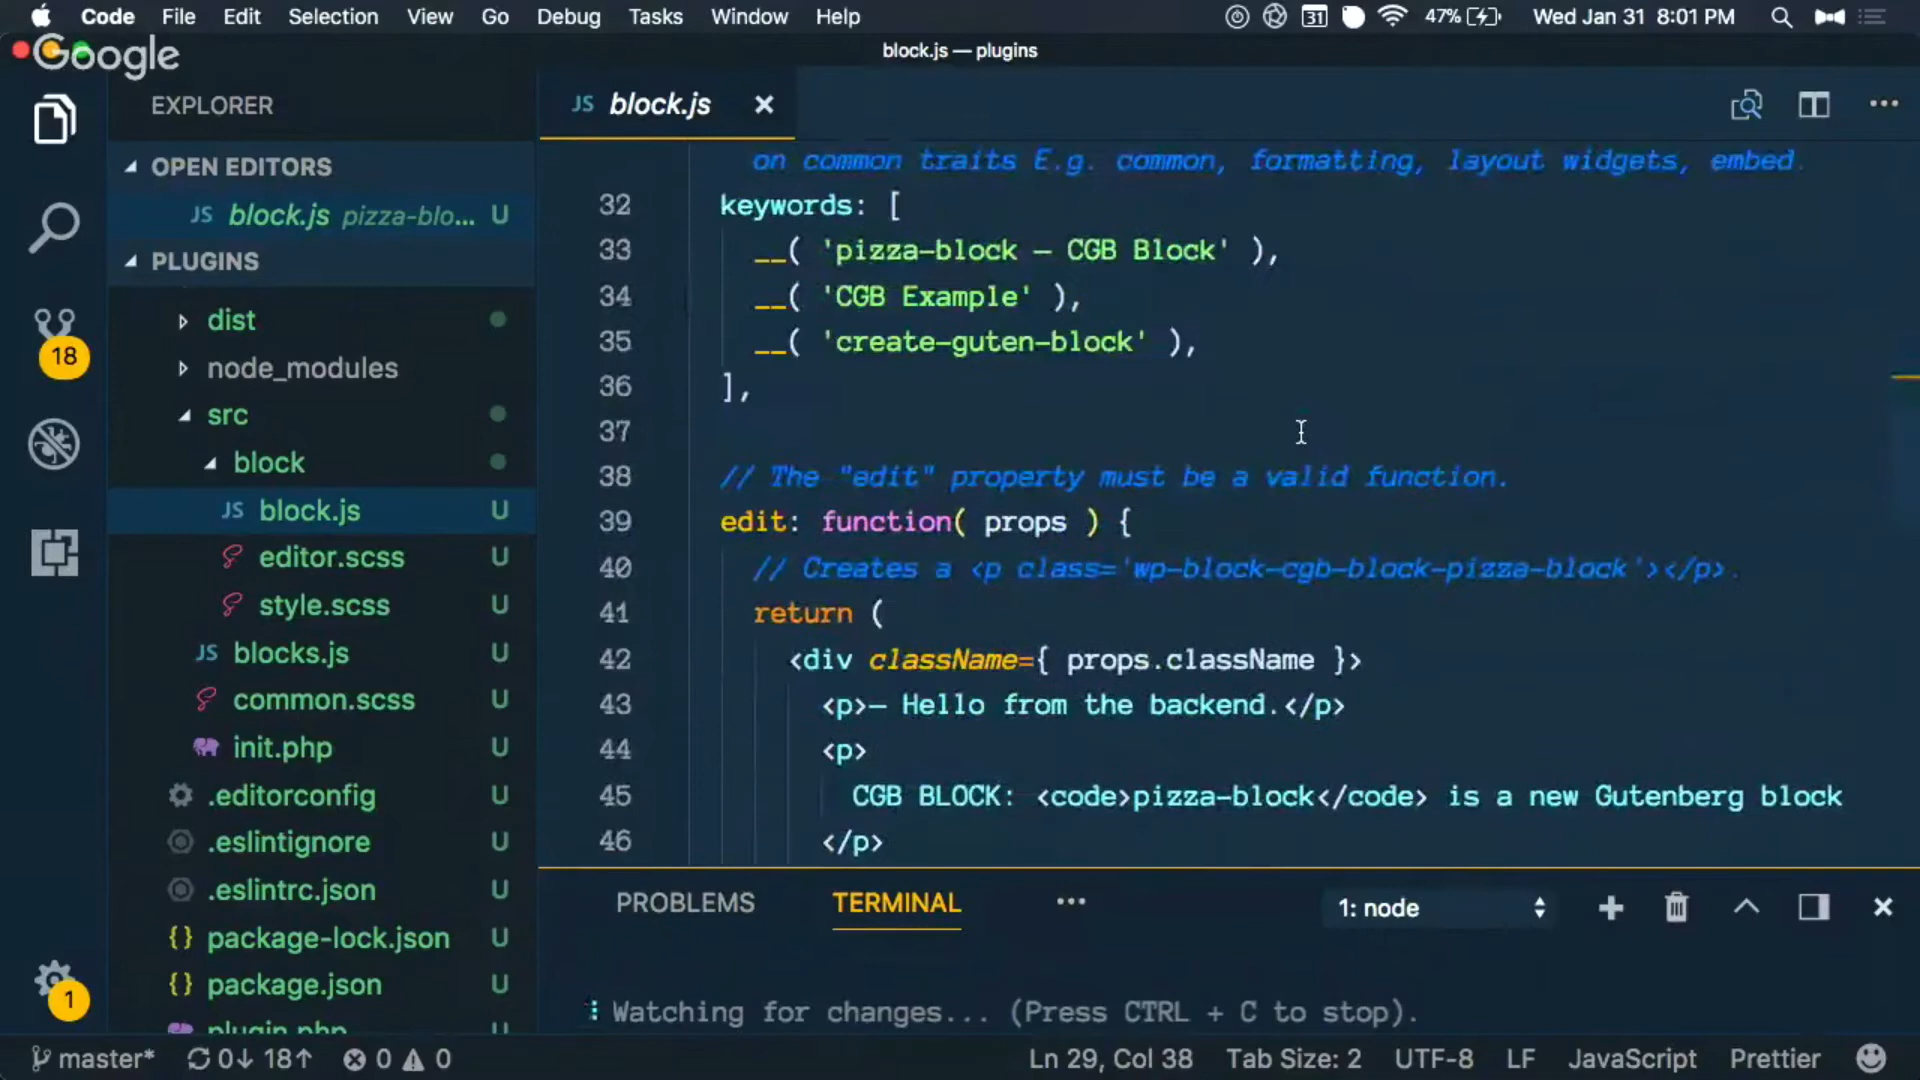 Code File Edit Selection View Go Debug Tasks Window Help 31 47% Wed Jan 31 8:01 PM
Google
block.js — plugins
EXPLORER
JS block.js
OPEN EDITORS
JS block.js pizza-blo... U
PLUGINS
dist
node_modules
18
src
block
JS block.js U
editor.scss U
style.scss U
JS blocks.js U
common.scss U
init.php U
.editorconfig U
.eslintignore U
.eslintrc.json U
{} package-lock.json U
{} package.json U
1
plugin.php
on common traits E.g. common, formatting, layout widgets, embed.
32 keywords: [
33 __( 'pizza-block — CGB Block' ),
34 __( 'CGB Example' ),
35 __( 'create-guten-block' ),
36 ],
37
38 // The "edit" property must be a valid function.
39 edit: function( props ) {
40 // Creates a <p class='wp-block-cgb-block-pizza-block'></p>.
41 return (
42 <div className={ props.className }>
43 <p>— Hello from the backend.</p>
44 <p>
45 CGB BLOCK: <code>pizza-block</code> is a new Gutenberg block
46 </p>
PROBLEMS TERMINAL ... 1: node
Watching for changes... (Press CTRL + C to stop).
master* 0↓ 18↑ 0 0 Ln 29, Col 38 Tab Size: 2 UTF-8 LF JavaScript Prettier